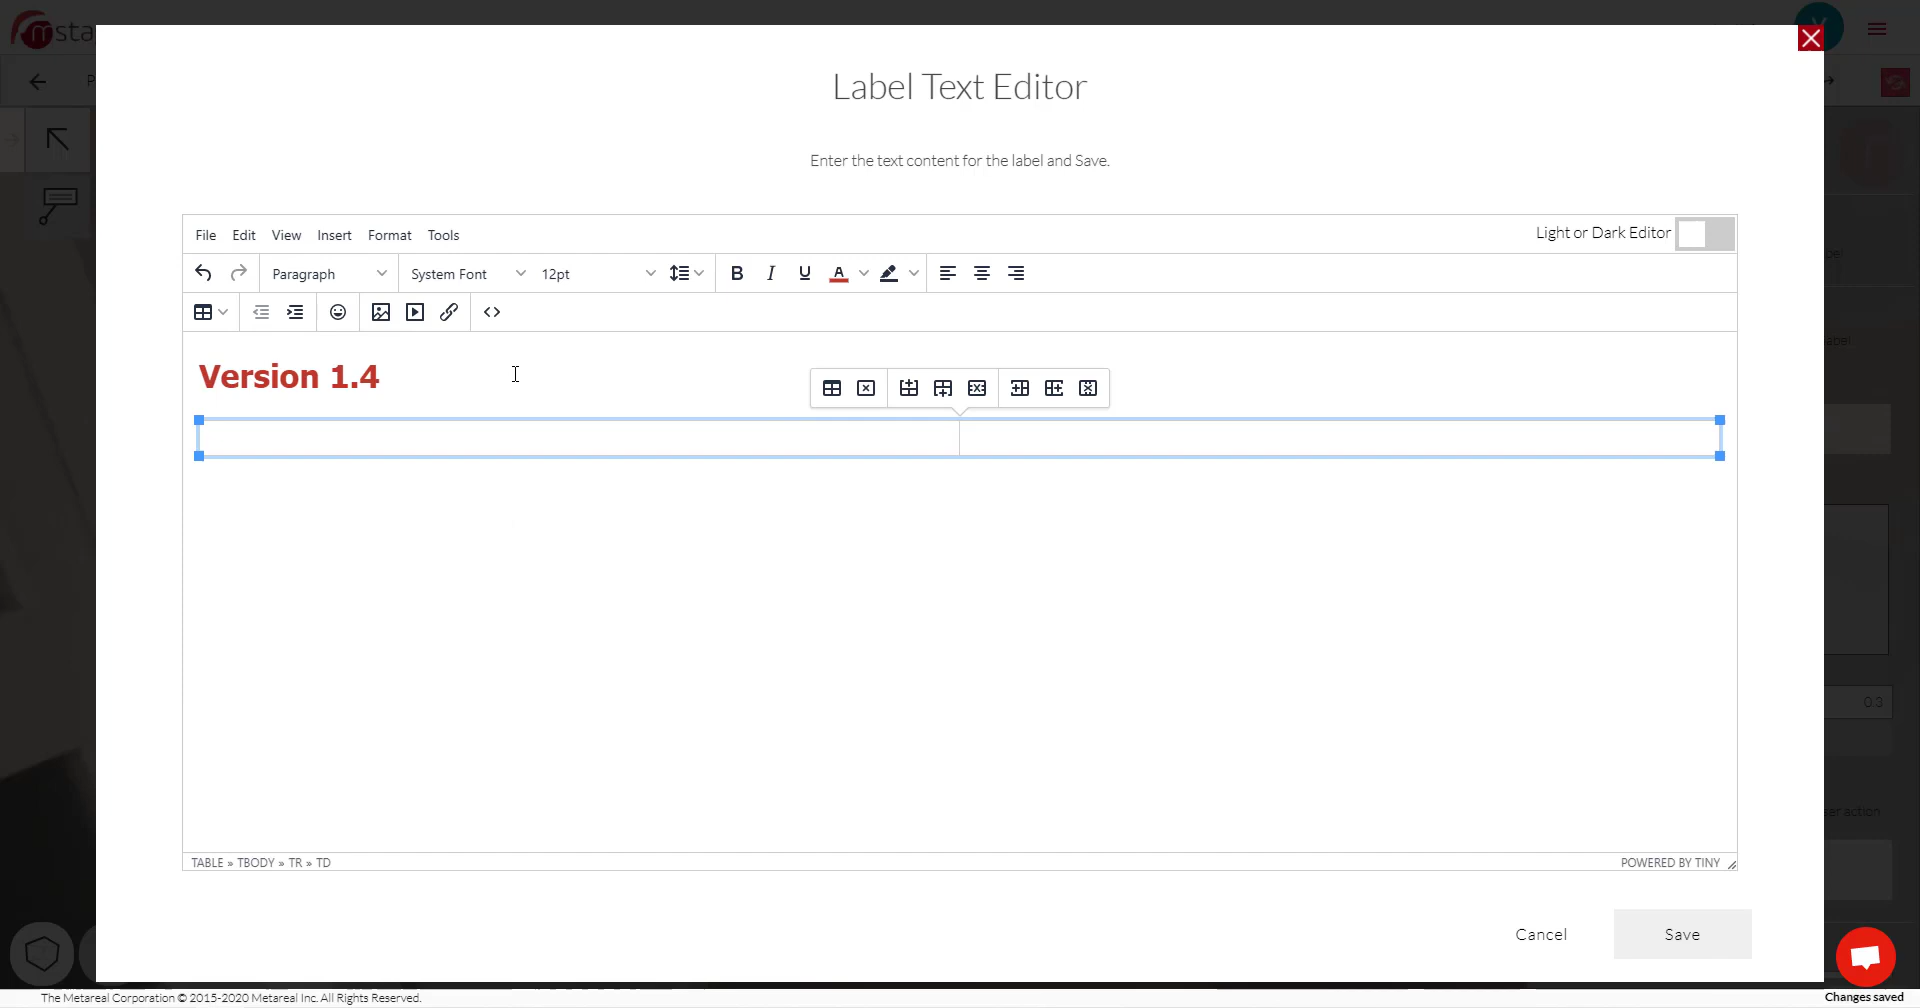 Label Text Editor
Enter the text content for the label and Save.
File Edit View Insert Format Tools
Light or Dark Editor
Paragraph
System Font
12pt
Version 1.4
TABLE » TBODY » TR » TD
POWERED BY TINY
0.3
Cancel
Save
The Metareal Corporation © 2015-2020 Metareal Inc. All Rights Reserved.
Changes saved